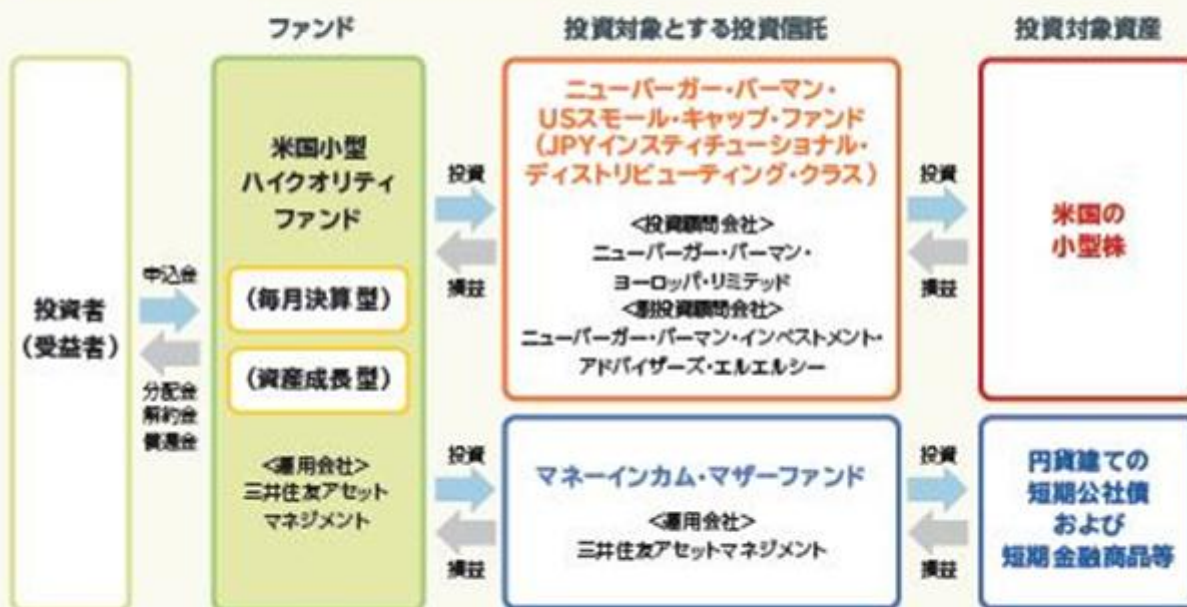 ファンド
投資対象とする投資信託
投資対象資産
投資者
(受益者)
申込金
分配金
解約金
償還金
米国小型
ハイクオリティ
ファンド
(毎月決算型)
(資産成長型)
<運用会社>
三井住友アセット
マネジメント
投資
損益
投資
損益
ニューバーガー・バーマン・
USスモール・キャップ・ファンド
(JPYインスティチューショナル・
ディストリビューティング・クラス)
<投資顧問会社>
ニューバーガー・バーマン・
ヨーロッパ・リミテッド
<副投資顧問会社>
ニューバーガー・バーマン・インベストメント・
アドバイザーズ・エルエルシー
マネーインカム・マザーファンド
<運用会社>
三井住友アセットマネジメント
投資
損益
投資
損益
米国の
小型株
円貨建ての
短期公社債
および
短期金融商品等